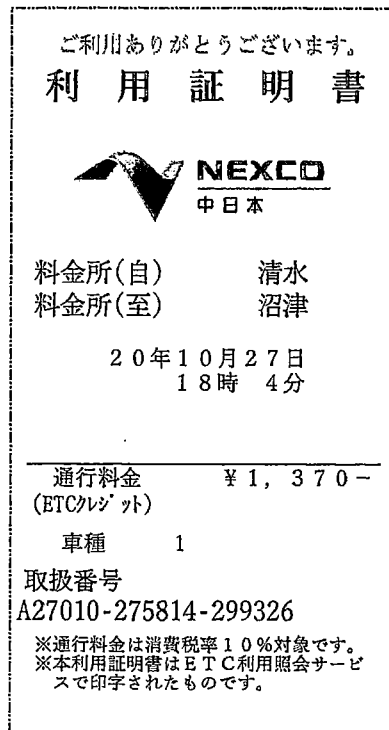 ご利用ありがとうございます。
利用証明書
NEXCO
中日本
料金所(自) 清水
料金所(至) 沼津
20年10月27日
18時 4分
通行料金 ¥1,370-
(ETCクレジット)
車種 1
取扱番号
A27010-275814-299326
※通行料金は消費税率10%対象です。
※本利用証明書はETC利用照会サービ
スで印字されたものです。